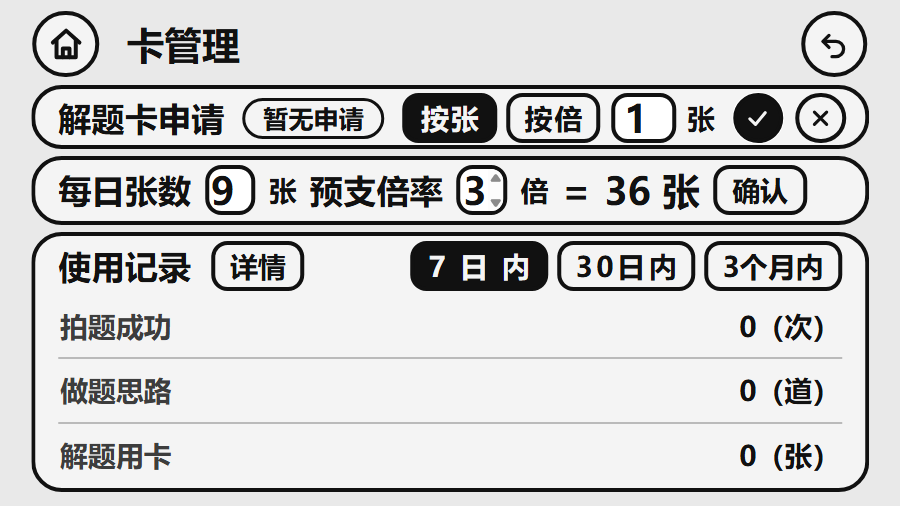 卡管理
解题卡申请 暂无申请 按张 按倍 1 张
每日张数 9 张 预支倍率 3 倍 = 36 张 确认
使用记录 详情 7 日 内 30日内 3个月内
拍题成功 0 (次)
做题思路 0 (道)
解题用卡 0 (张)